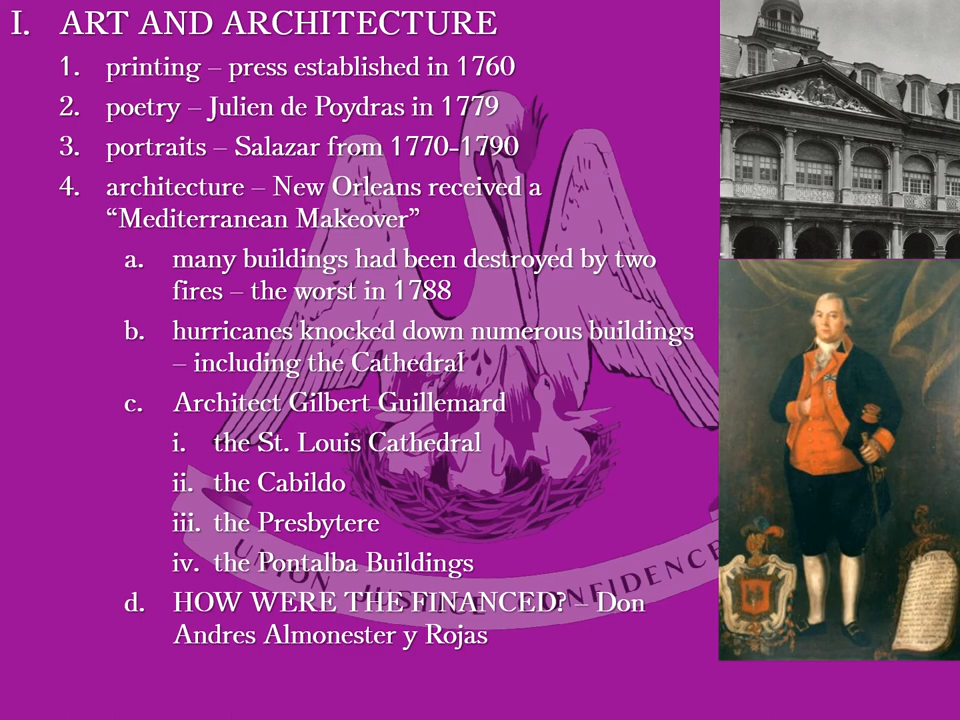 I. ART AND ARCHITECTURE
1. printing – press established in 1760
2. poetry – Julien de Poydras in 1779
3. portraits – Salazar from 1770-1790
4. architecture – New Orleans received a
“Mediterranean Makeover”
a. many buildings had been destroyed by two
fires – the worst in 1788
b. hurricanes knocked down numerous buildings
– including the Cathedral
c. Architect Gilbert Guillemard
i. the St. Louis Cathedral
ii. the Cabildo
iii. the Presbytere
iv. the Pontalba Buildings
d. HOW WERE THE FINANCED? – Don
Andres Almonester y Rojas
UNION JUSTICE CONFIDENCE